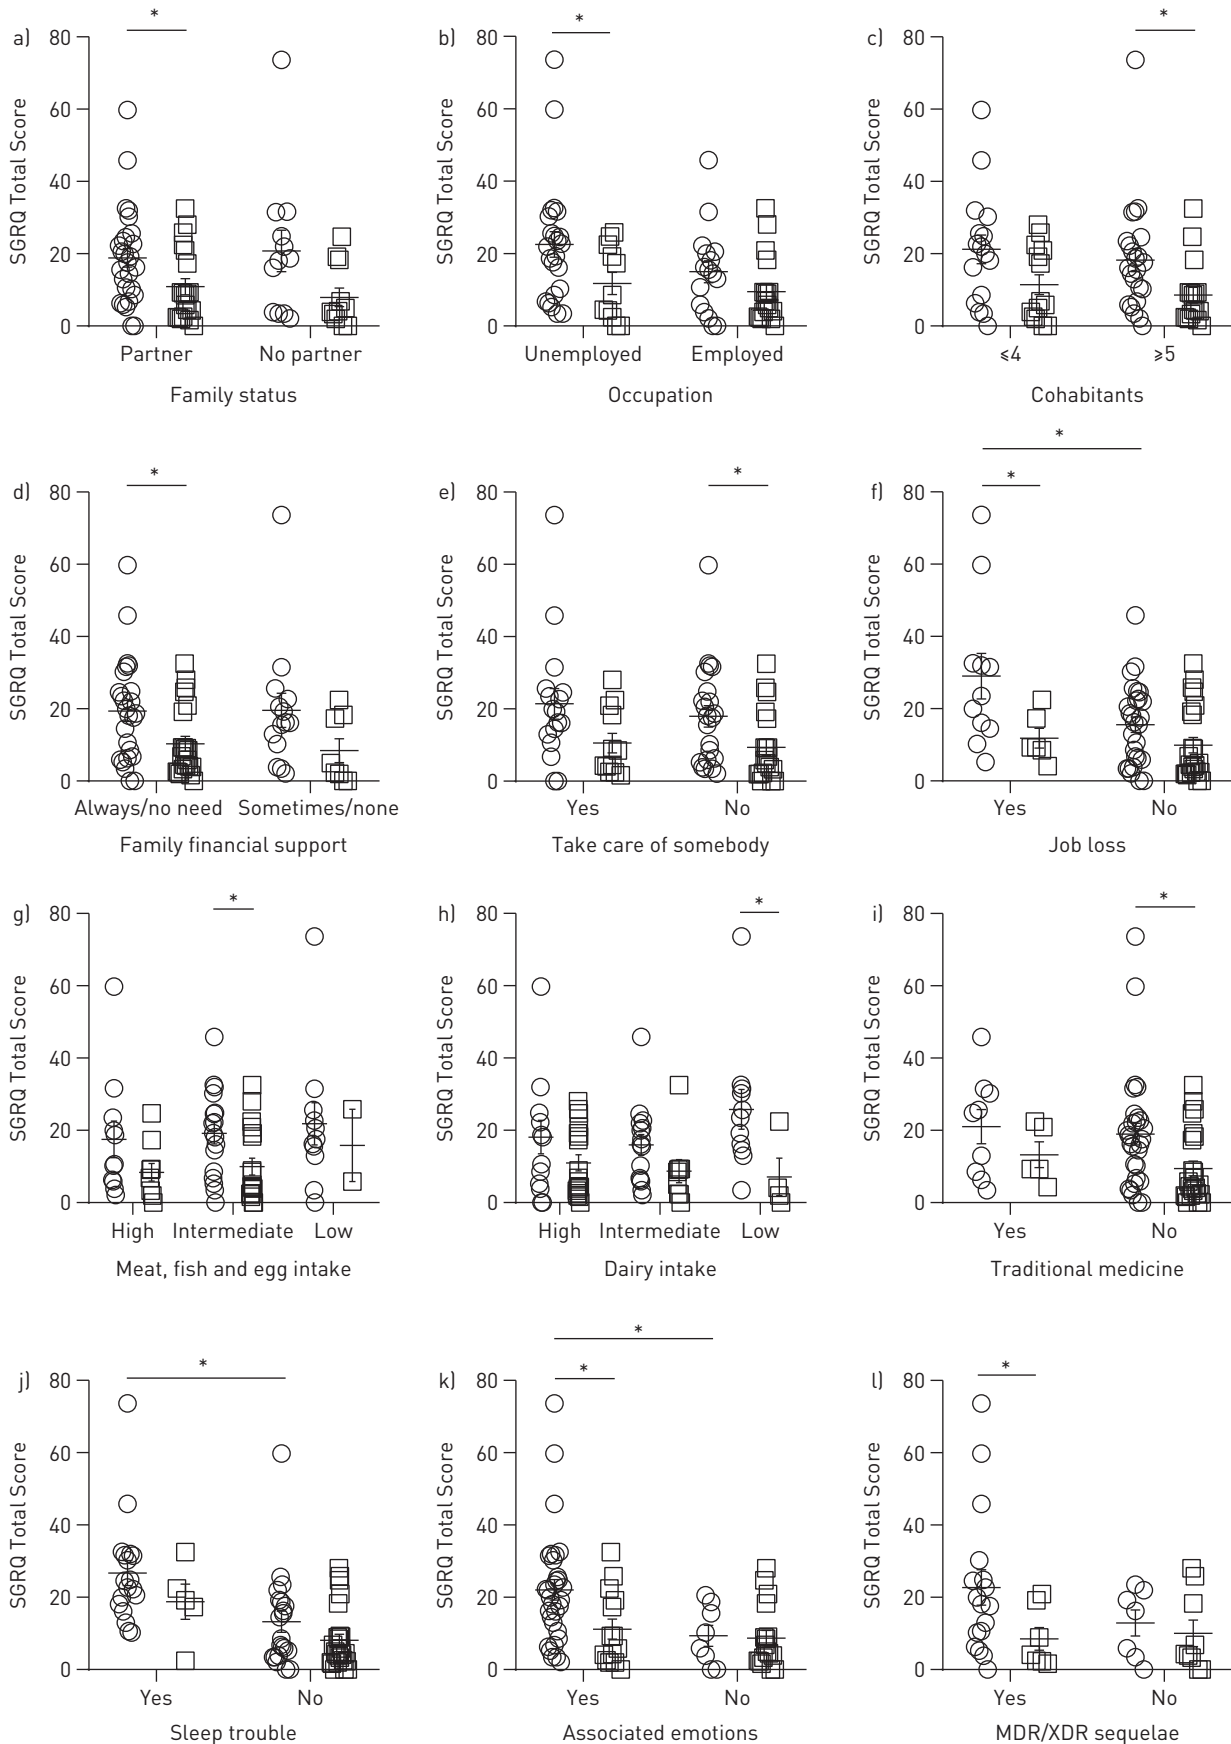 a)
SGRQ Total Score
80
60
40
20
0
*
Partner No partner
Family status
b)
SGRQ Total Score
80
60
40
20
0
*
Unemployed Employed
Occupation
c)
SGRQ Total Score
80
60
40
20
0
*
≤4 ≥5
Cohabitants
d)
SGRQ Total Score
80
60
40
20
0
*
Always/no need Sometimes/none
Family financial support
e)
SGRQ Total Score
80
60
40
20
0
*
Yes No
Take care of somebody
f)
SGRQ Total Score
80
60
40
20
0
*
*
Yes No
Job loss
g)
SGRQ Total Score
80
60
40
20
0
*
High Intermediate Low
Meat, fish and egg intake
h)
SGRQ Total Score
80
60
40
20
0
*
High Intermediate Low
Dairy intake
i)
SGRQ Total Score
80
60
40
20
0
*
Yes No
Traditional medicine
j)
SGRQ Total Score
80
60
40
20
0
*
Yes No
Sleep trouble
k)
SGRQ Total Score
80
60
40
20
0
*
*
Yes No
Associated emotions
l)
SGRQ Total Score
80
60
40
20
0
*
Yes No
MDR/XDR sequelae